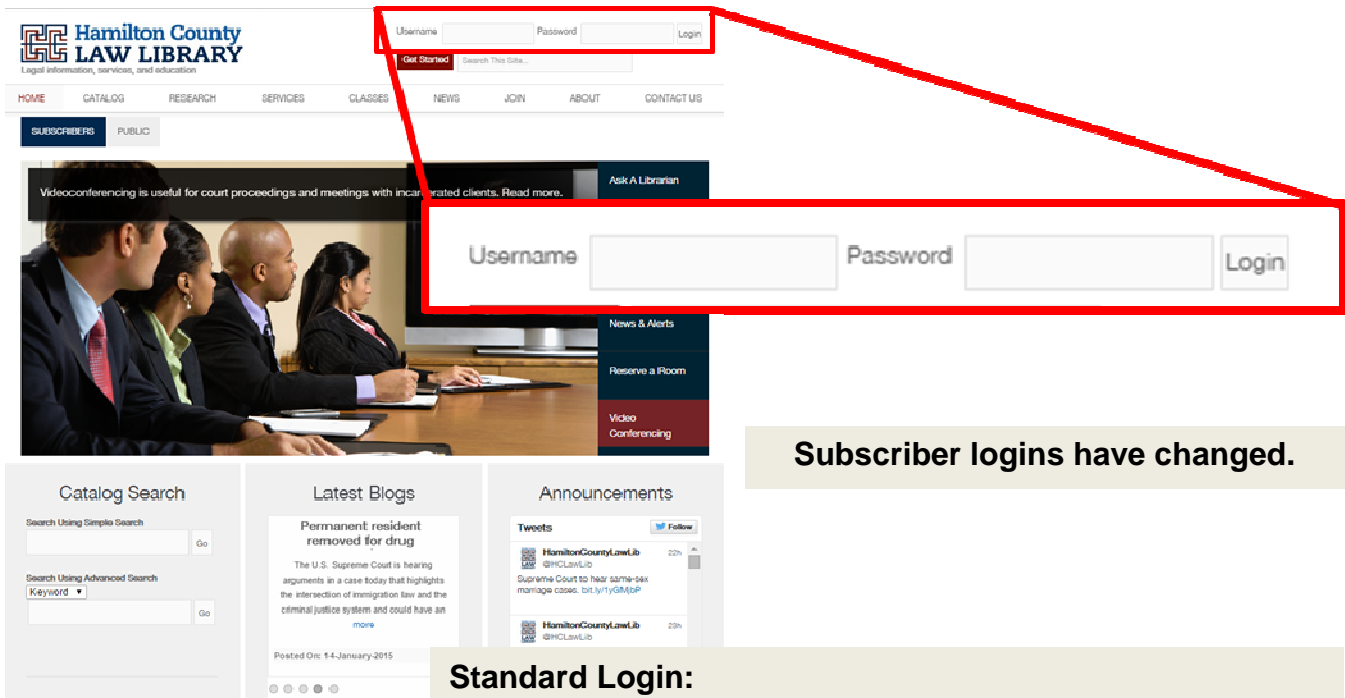 Hamilton County
LAW LIBRARY
Legal information, services, and education
Username Password Login
Get Started Search This Site...
HOME CATALOG RESEARCH SERVICES CLASSES NEWS JOIN ABOUT CONTACT US
SUBSCRIBERS PUBLIC
Videoconferencing is useful for court proceedings and meetings with incarcerated clients. Read more.
Ask A Librarian
Username Password Login
News & Alerts
Reserve a Room
Video
Conferencing
Subscriber logins have changed.
Catalog Search
Search Using Simple Search
Go
Search Using Advanced Search
Keyword
Go
Latest Blogs
Permanent resident
removed for drug
The U.S. Supreme Court is hearing
arguments in a case today that highlights
the intersection of immigration law and the
criminal justice system and could have an
more
Posted On: 14-January-2015
Announcements
Tweets Follow
HamiltonCountyLawLib 22h
@HCLawLib
Supreme Court to hear same-sex
marriage cases. bit.ly/1yGfMjbP
HamiltonCountyLawLib 23h
@HCLawLib
Standard Login: